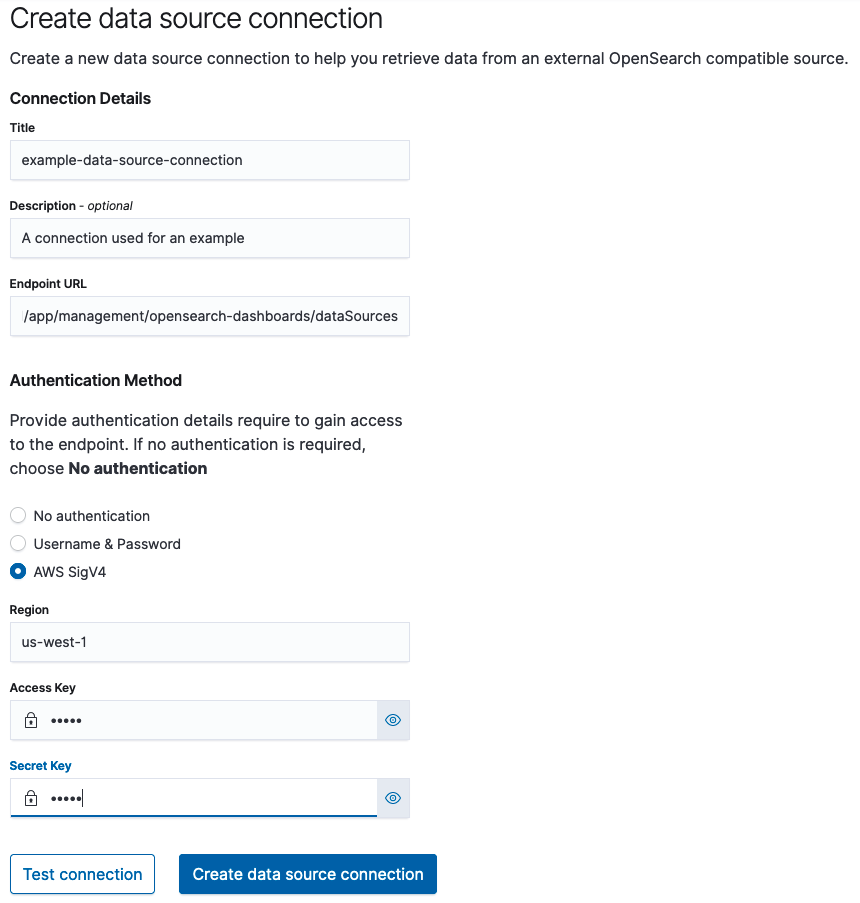 Create data source connection
Create a new data source connection to help you retrieve data from an external OpenSearch compatible source.
Connection Details
Title
example-data-source-connection
Description - optional
A connection used for an example
Endpoint URL
/app/management/opensearch-dashboards/dataSources
Authentication Method
Provide authentication details require to gain access
to the endpoint. If no authentication is required,
choose No authentication
No authentication
Username & Password
AWS SigV4
Region
us-west-1
Access Key
•••••
Secret Key
•••••
Test connection
Create data source connection